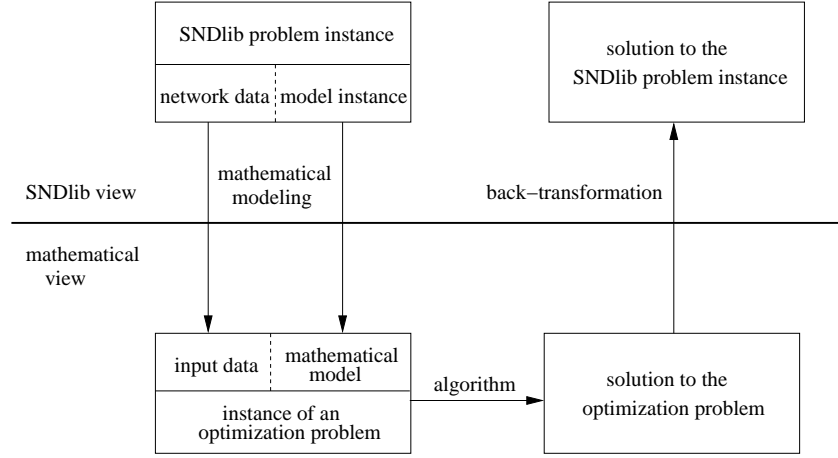 SNDlib problem instance
network data
model instance
solution to the
SNDlib problem instance
mathematical
modeling
back−transformation
SNDlib view
mathematical
view
input data
mathematical
model
instance of an
optimization problem
algorithm
solution to the
optimization problem